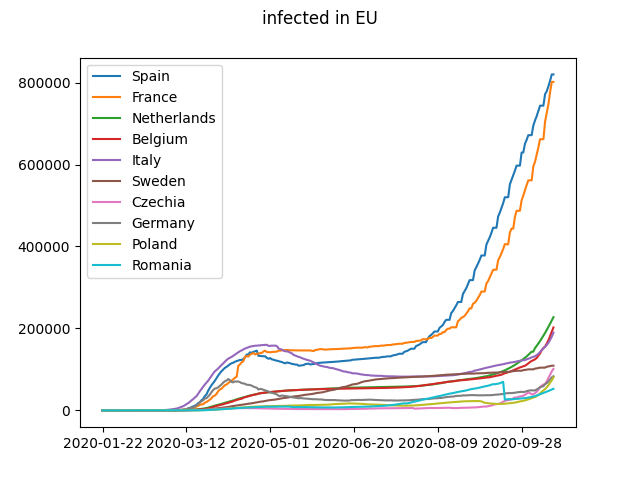 infected in EU
800000
600000
400000
200000
0
Spain
France
Netherlands
Belgium
Italy
Sweden
Czechia
Germany
Poland
Romania
2020-01-22 2020-03-12 2020-05-01 2020-06-20 2020-08-09 2020-09-28